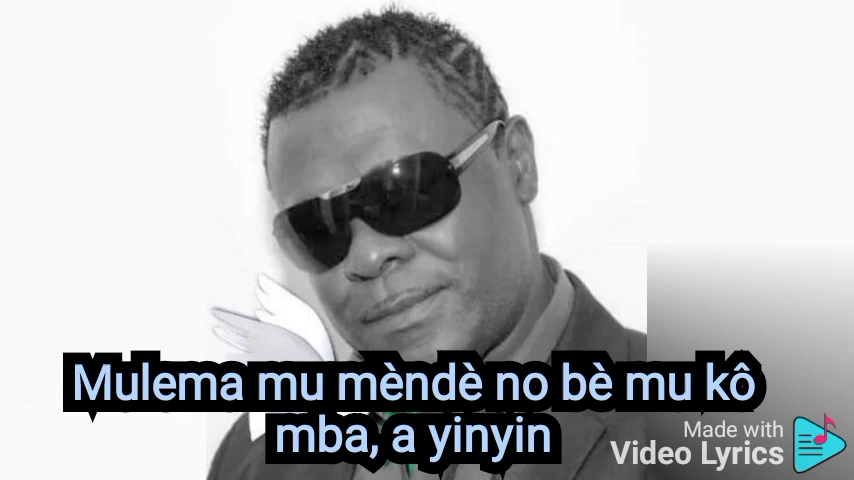 Mulema mu mèndè no bè mu kô
mba, a yinyin
Made with
Video Lyrics